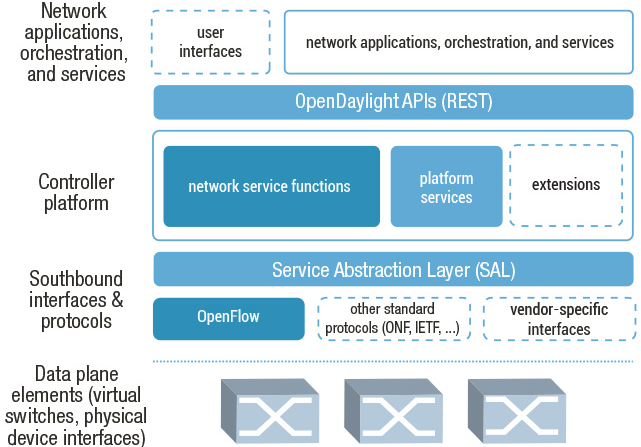 Network
applications,
orchestration,
and services
user
interfaces
network applications, orchestration, and services
OpenDaylight APIs (REST)
Controller
platform
network service functions
platform
services
extensions
Service Abstraction Layer (SAL)
Southbound
interfaces &
protocols
OpenFlow
other standard
protocols (ONF, IETF, ...)
vendor-specific
interfaces
Data plane
elements (virtual
switches, physical
device interfaces)